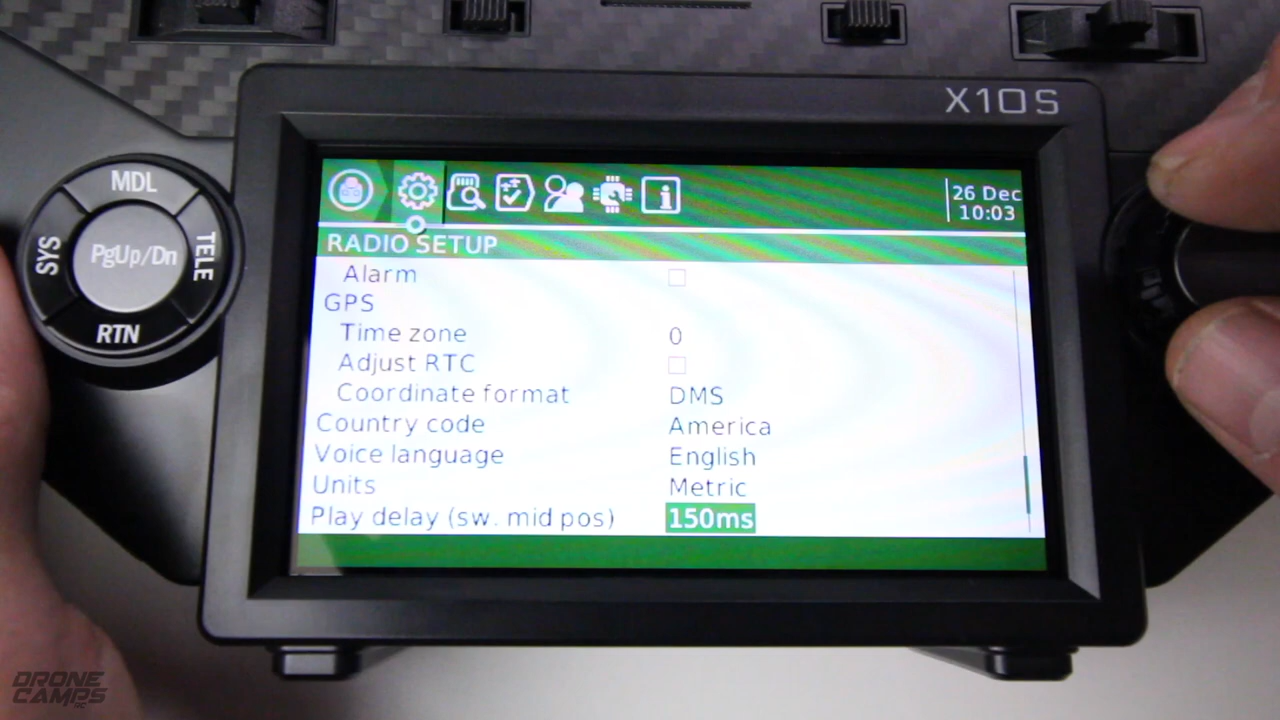 X10S
MDL
SYS
PgUp/Dn
TELE
RTN
26 Dec
10:03
RADIO SETUP
Alarm
GPS
Time zone 0
Adjust RTC
Coordinate format DMS
Country code America
Voice language English
Units Metric
Play delay (sw. mid pos) 150ms
DRONE
CAMPS
RC